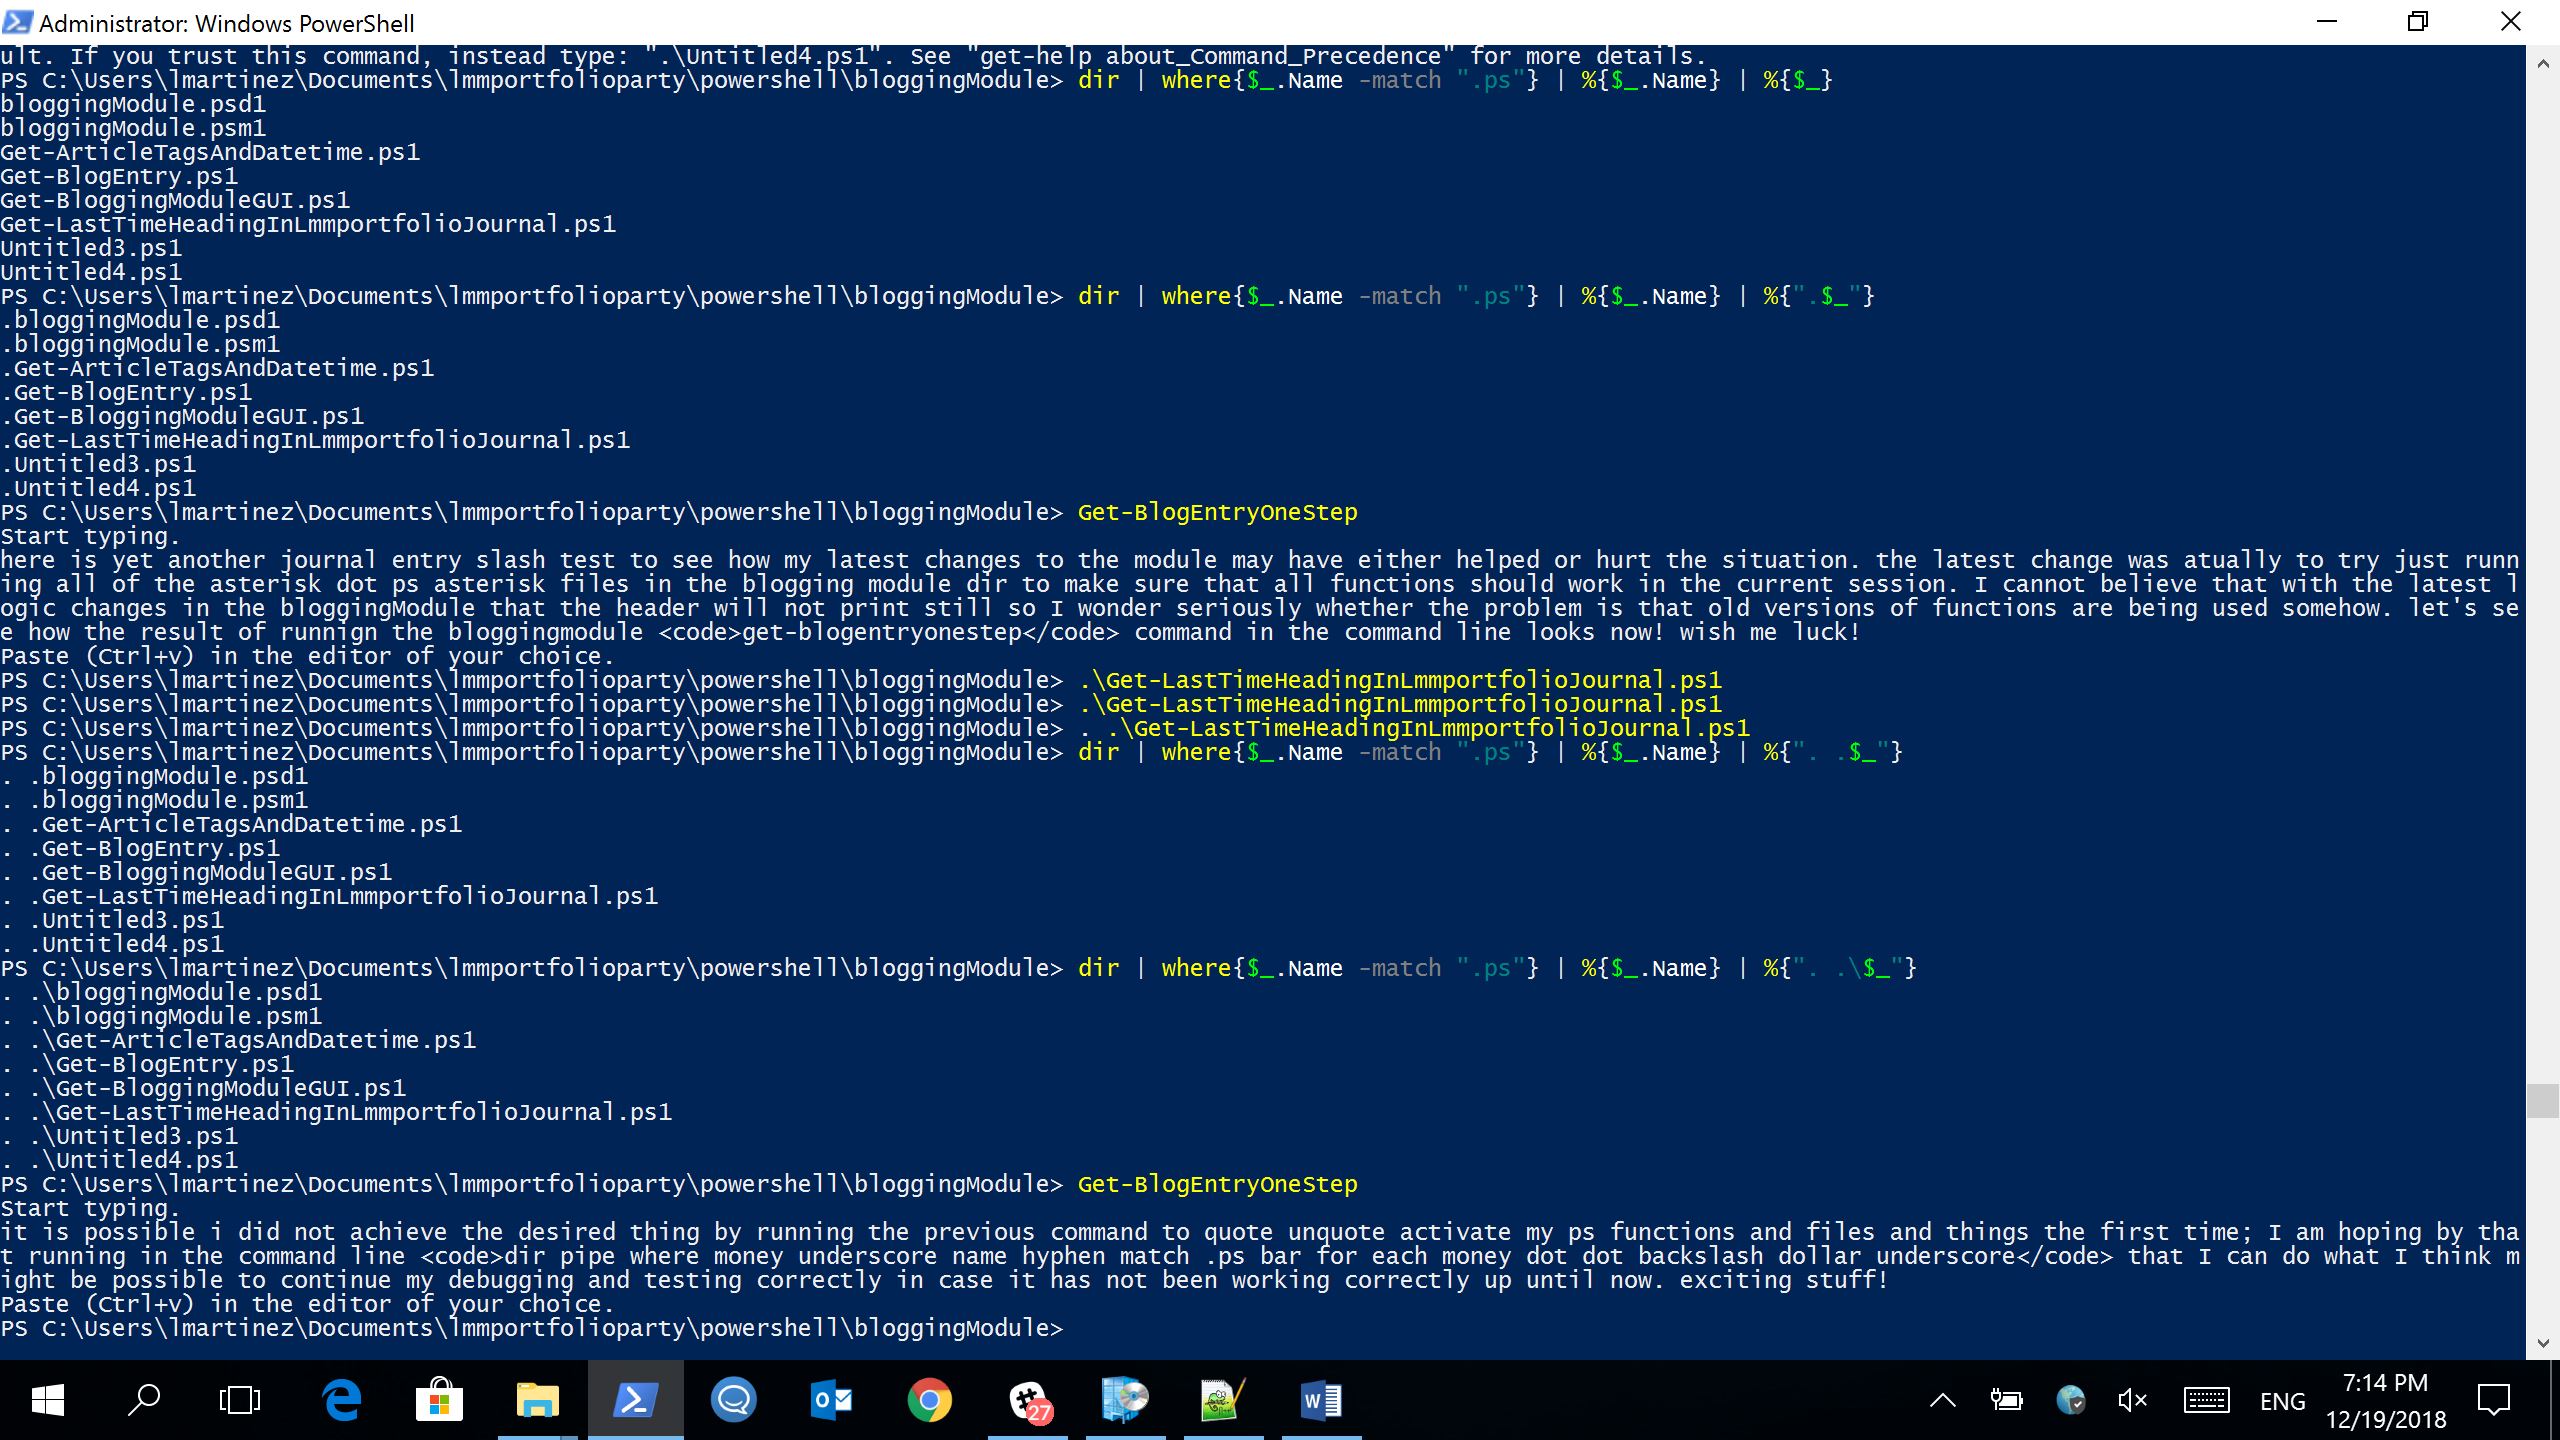 Administrator: Windows PowerShell
ult. If you trust this command, instead type: ".\Untitled4.ps1". See "get-help about_Command_Precedence" for more details.
PS C:\Users\lmartinez\Documents\lmmportfolioparty\powershell\bloggingModule> dir | where{$_.Name -match ".ps"} | %{$_.Name} | %{$_}
bloggingModule.psd1
bloggingModule.psm1
Get-ArticleTagsAndDatetime.ps1
Get-BlogEntry.ps1
Get-BloggingModuleGUI.ps1
Get-LastTimeHeadingInLmmportfolioJournal.ps1
Untitled3.ps1
Untitled4.ps1
PS C:\Users\lmartinez\Documents\lmmportfolioparty\powershell\bloggingModule> dir | where{$_.Name -match ".ps"} | %{$_.Name} | %{".$_"}
.bloggingModule.psd1
.bloggingModule.psm1
.Get-ArticleTagsAndDatetime.ps1
.Get-BlogEntry.ps1
.Get-BloggingModuleGUI.ps1
.Get-LastTimeHeadingInLmmportfolioJournal.ps1
.Untitled3.ps1
.Untitled4.ps1
PS C:\Users\lmartinez\Documents\lmmportfolioparty\powershell\bloggingModule> Get-BlogEntryOneStep
Start typing.
here is yet another journal entry slash test to see how my latest changes to the module may have either helped or hurt the situation. the latest change was atually to try just runn
ing all of the asterisk dot ps asterisk files in the blogging module dir to make sure that all functions should work in the current session. I cannot believe that with the latest l
ogic changes in the bloggingModule that the header will not print still so I wonder seriously whether the problem is that old versions of functions are being used somehow. let's se
e how the result of runnign the bloggingmodule <code>get-blogentryonestep</code> command in the command line looks now! wish me luck!
Paste (Ctrl+v) in the editor of your choice.
PS C:\Users\lmartinez\Documents\lmmportfolioparty\powershell\bloggingModule> .\Get-LastTimeHeadingInLmmportfolioJournal.ps1
PS C:\Users\lmartinez\Documents\lmmportfolioparty\powershell\bloggingModule> .\Get-LastTimeHeadingInLmmportfolioJournal.ps1
PS C:\Users\lmartinez\Documents\lmmportfolioparty\powershell\bloggingModule> . .\Get-LastTimeHeadingInLmmportfolioJournal.ps1
PS C:\Users\lmartinez\Documents\lmmportfolioparty\powershell\bloggingModule> dir | where{$_.Name -match ".ps"} | %{$_.Name} | %{". .$_"}
. .bloggingModule.psd1
. .bloggingModule.psm1
. .Get-ArticleTagsAndDatetime.ps1
. .Get-BlogEntry.ps1
. .Get-BloggingModuleGUI.ps1
. .Get-LastTimeHeadingInLmmportfolioJournal.ps1
. .Untitled3.ps1
. .Untitled4.ps1
PS C:\Users\lmartinez\Documents\lmmportfolioparty\powershell\bloggingModule> dir | where{$_.Name -match ".ps"} | %{$_.Name} | %{". .\$_"}
. .\bloggingModule.psd1
. .\bloggingModule.psm1
. .\Get-ArticleTagsAndDatetime.ps1
. .\Get-BlogEntry.ps1
. .\Get-BloggingModuleGUI.ps1
. .\Get-LastTimeHeadingInLmmportfolioJournal.ps1
. .\Untitled3.ps1
. .\Untitled4.ps1
PS C:\Users\lmartinez\Documents\lmmportfolioparty\powershell\bloggingModule> Get-BlogEntryOneStep
Start typing.
it is possible i did not achieve the desired thing by running the previous command to quote unquote activate my ps functions and files and things the first time; I am hoping by tha
t running in the command line <code>dir pipe where money underscore name hyphen match .ps bar for each money dot dot backslash dollar underscore</code> that I can do what I think m
ight be possible to continue my debugging and testing correctly in case it has not been working correctly up until now. exciting stuff!
Paste (Ctrl+v) in the editor of your choice.
PS C:\Users\lmartinez\Documents\lmmportfolioparty\powershell\bloggingModule>
27
ENG
7:14 PM
12/19/2018